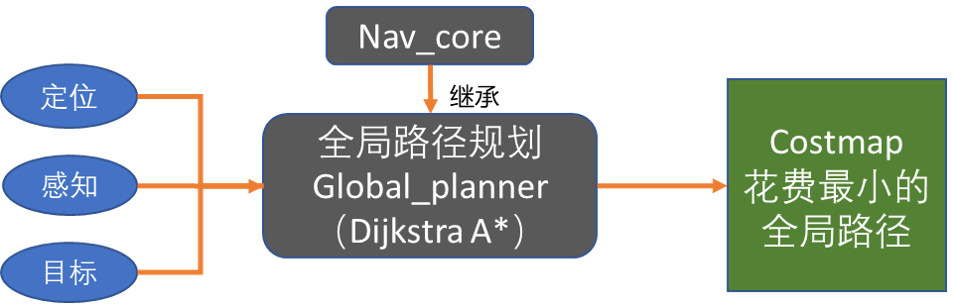 Nav_core
继承
定位
感知
目标
全局路径规划
Global_planner
（Dijkstra A*）
Costmap
花费最小的
全局路径